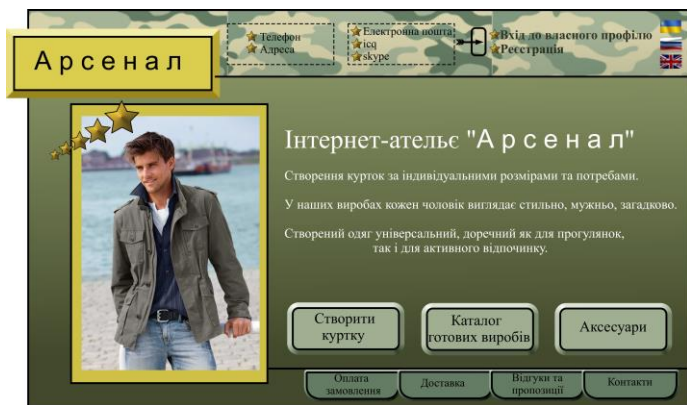 Арсенал
Телефон
Адреса
Електронна пошта
icq
skype
Вхід до власного профілю
Реєстрація
Інтернет-ательє "Арсенал"
Створення курток за індивідуальними розмірами та потребами.
У наших виробах кожен чоловік виглядає стильно, мужньо, загадково.
Створений одяг універсальний, доречний як для прогулянок,
так і для активного відпочинку.
Створити
куртку
Каталог
готових виробів
Аксесуари
Оплата
замовлення
Доставка
Відгуки та
пропозиції
Контакти